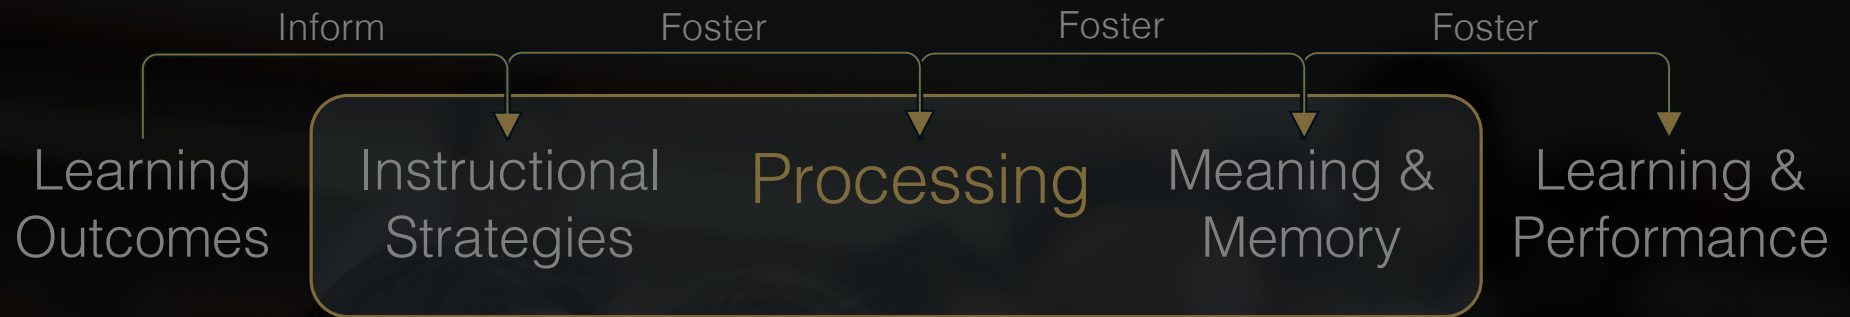 Inform
Foster
Foster
Foster
Learning
Outcomes
Instructional
Strategies
Processing
Meaning &
Memory
Learning &
Performance